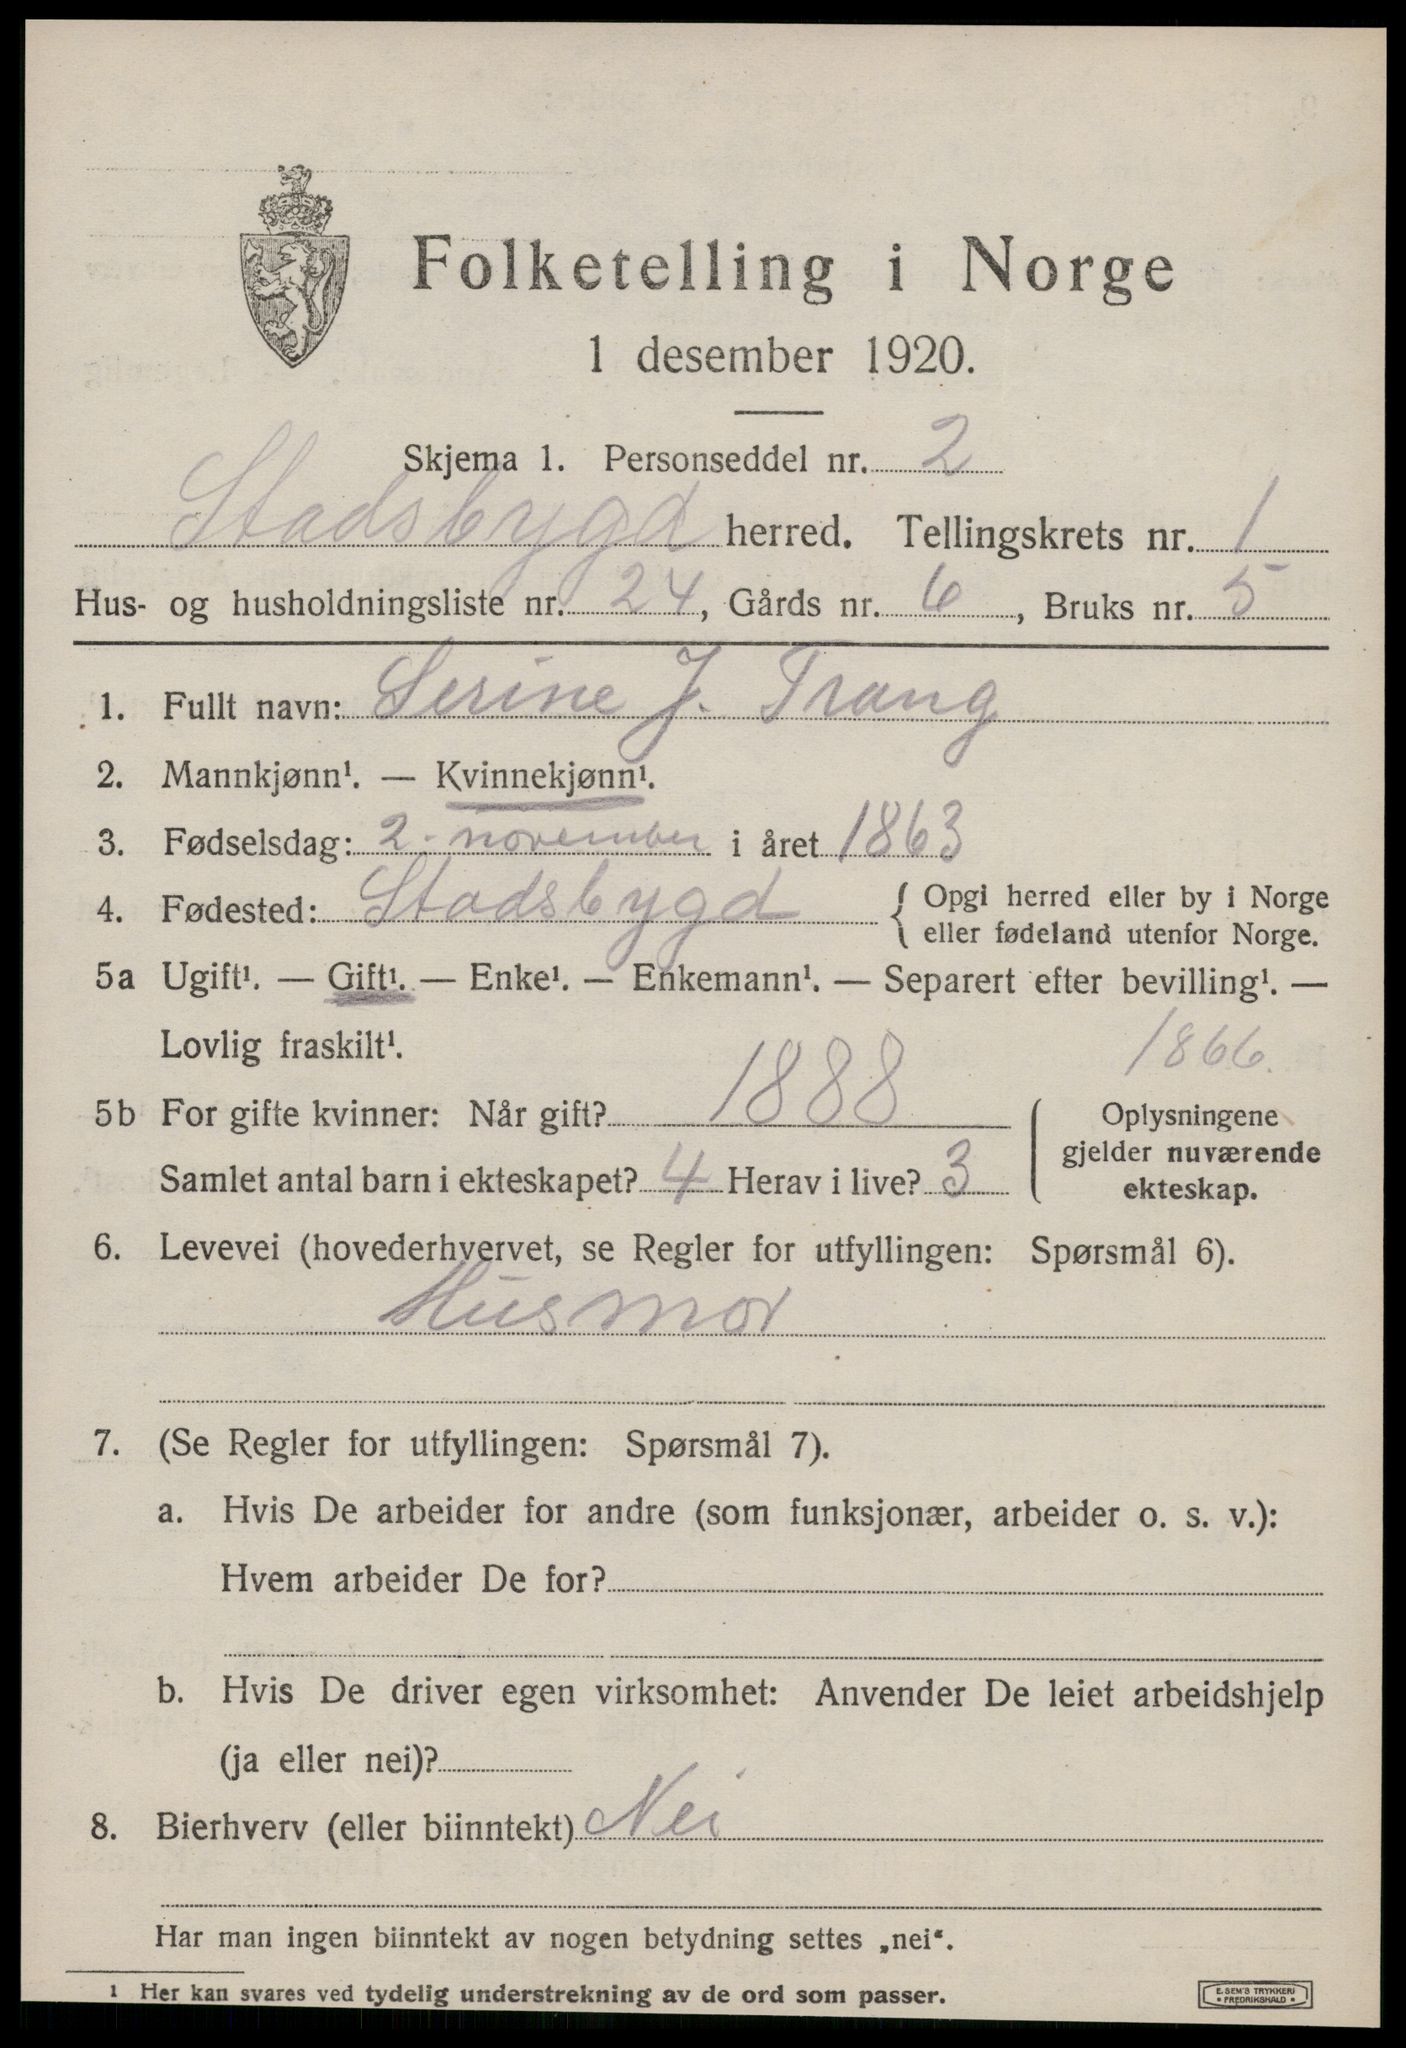 Folketelling i Norge
1 desember 1920.
Skjema 1. Personseddel nr. 2
Stadsbygd herred. Tellingskrets nr. 1
Hus- og husholdningsliste nr. 24, Gårds nr. 6, Bruks nr. 5
1. Fullt navn: Serine J. Trang
2. Mannkjønn¹. — Kvinnekjønn¹.
3. Fødselsdag: 2. november i året 1863
4. Fødested: Stadsbygd { Opgi herred eller by i Norge
eller fødeland utenfor Norge.
5a Ugift¹. — Gift¹. — Enke¹. — Enkemann¹. — Separert efter bevilling¹. —
Lovlig fraskilt¹. 1866.
5b For gifte kvinner: Når gift? 1888
Samlet antal barn i ekteskapet? 4 Herav i live? 3
Oplysningene
gjelder nuværende
ekteskap.
6. Levevei (hovederhvervet, se Regler for utfyllingen: Spørsmål 6).
Husmor
7. (Se Regler for utfyllingen: Spørsmål 7).
a. Hvis De arbeider for andre (som funksjonær, arbeider o. s. v.):
Hvem arbeider De for?
b. Hvis De driver egen virksomhet: Anvender De leiet arbeidshjelp
(ja eller nei)?
8. Bierhverv (eller biinntekt) Nei
Har man ingen biinntekt av nogen betydning settes „nei“.
¹ Her kan svares ved tydelig understrekning av de ord som passer.
E. SEM'S TRYKKERI
• FREDRIKSHALD •